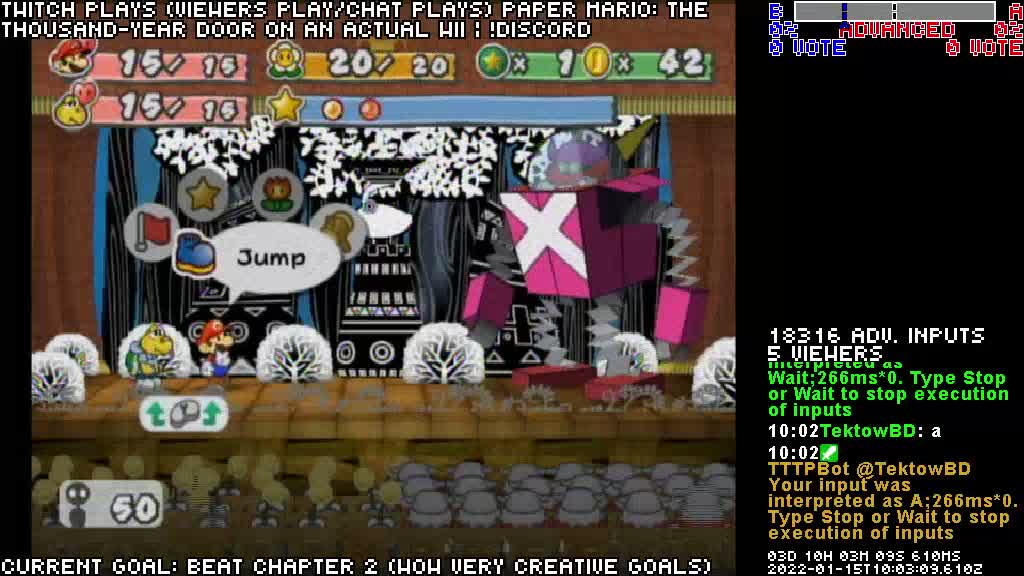 TWITCH PLAYS (VIEWERS PLAY/CHAT PLAYS) PAPER MARIO: THE
THOUSAND-YEAR DOOR ON AN ACTUAL WII | !DISCORD
B A
0% ADVANCED 0%
0 VOTE 0 VOTE
15/ 15 20/ 20 × 1 × 42
15/ 15
Jump
50
18316 ADV. INPUTS
5 VIEWERS
interpreted as
Wait;266ms*0. Type Stop
or Wait to stop execution
of inputs
10:02TektowBD: a
10:02
TTTPBot @TektowBD
Your input was
interpreted as A;266ms*0.
Type Stop or Wait to stop
execution of inputs
03D 10H 03M 09S 610MS
2022-01-15T10:03:09.610Z
CURRENT GOAL: BEAT CHAPTER 2 (WOW VERY CREATIVE GOALS)